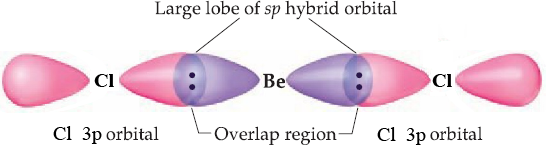 Large lobe of sp hybrid orbital
Cl Be Cl
Cl 3p orbital Overlap region Cl 3p orbital